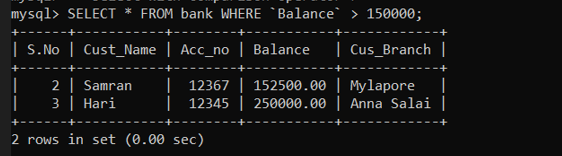 mysql> SELECT * FROM bank WHERE `Balance` > 150000;
+------+-----------+--------+-----------+------------+
| S.No | Cust_Name | Acc_no | Balance   | Cus_Branch |
+------+-----------+--------+-----------+------------+
|    2 | Samran    |  12367 | 152500.00 | Mylapore   |
|    3 | Hari      |  12345 | 250000.00 | Anna Salai |
+------+-----------+--------+-----------+------------+
2 rows in set (0.00 sec)